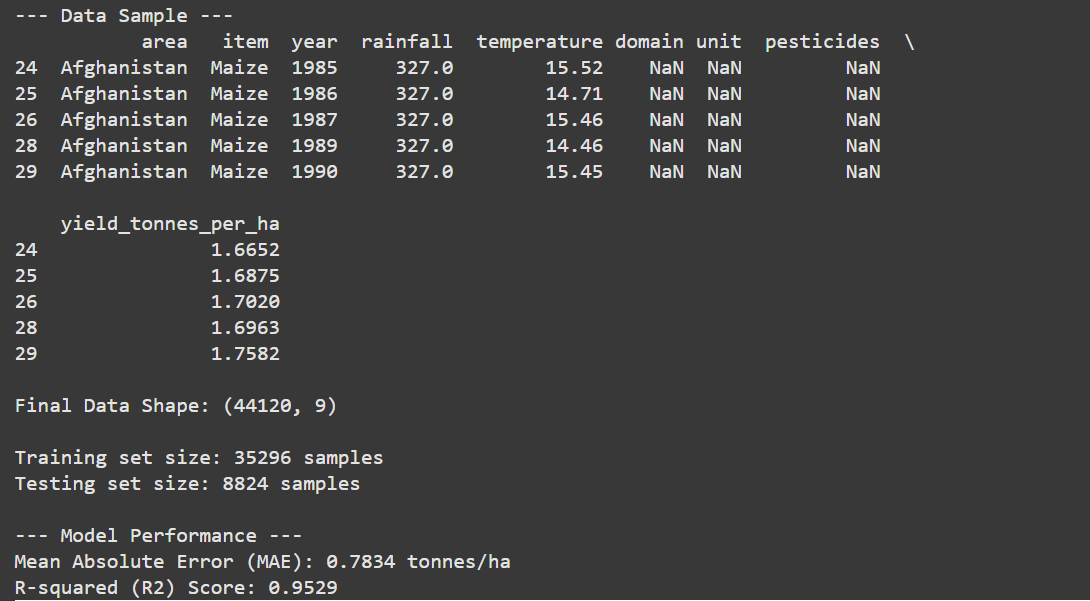 --- Data Sample ---
area item year rainfall temperature domain unit pesticides \
24 Afghanistan Maize 1985 327.0 15.52 NaN NaN NaN
25 Afghanistan Maize 1986 327.0 14.71 NaN NaN NaN
26 Afghanistan Maize 1987 327.0 15.46 NaN NaN NaN
28 Afghanistan Maize 1989 327.0 14.46 NaN NaN NaN
29 Afghanistan Maize 1990 327.0 15.45 NaN NaN NaN
yield_tonnes_per_ha
24 1.6652
25 1.6875
26 1.7020
28 1.6963
29 1.7582
Final Data Shape: (44120, 9)
Training set size: 35296 samples
Testing set size: 8824 samples
--- Model Performance ---
Mean Absolute Error (MAE): 0.7834 tonnes/ha
R-squared (R2) Score: 0.9529